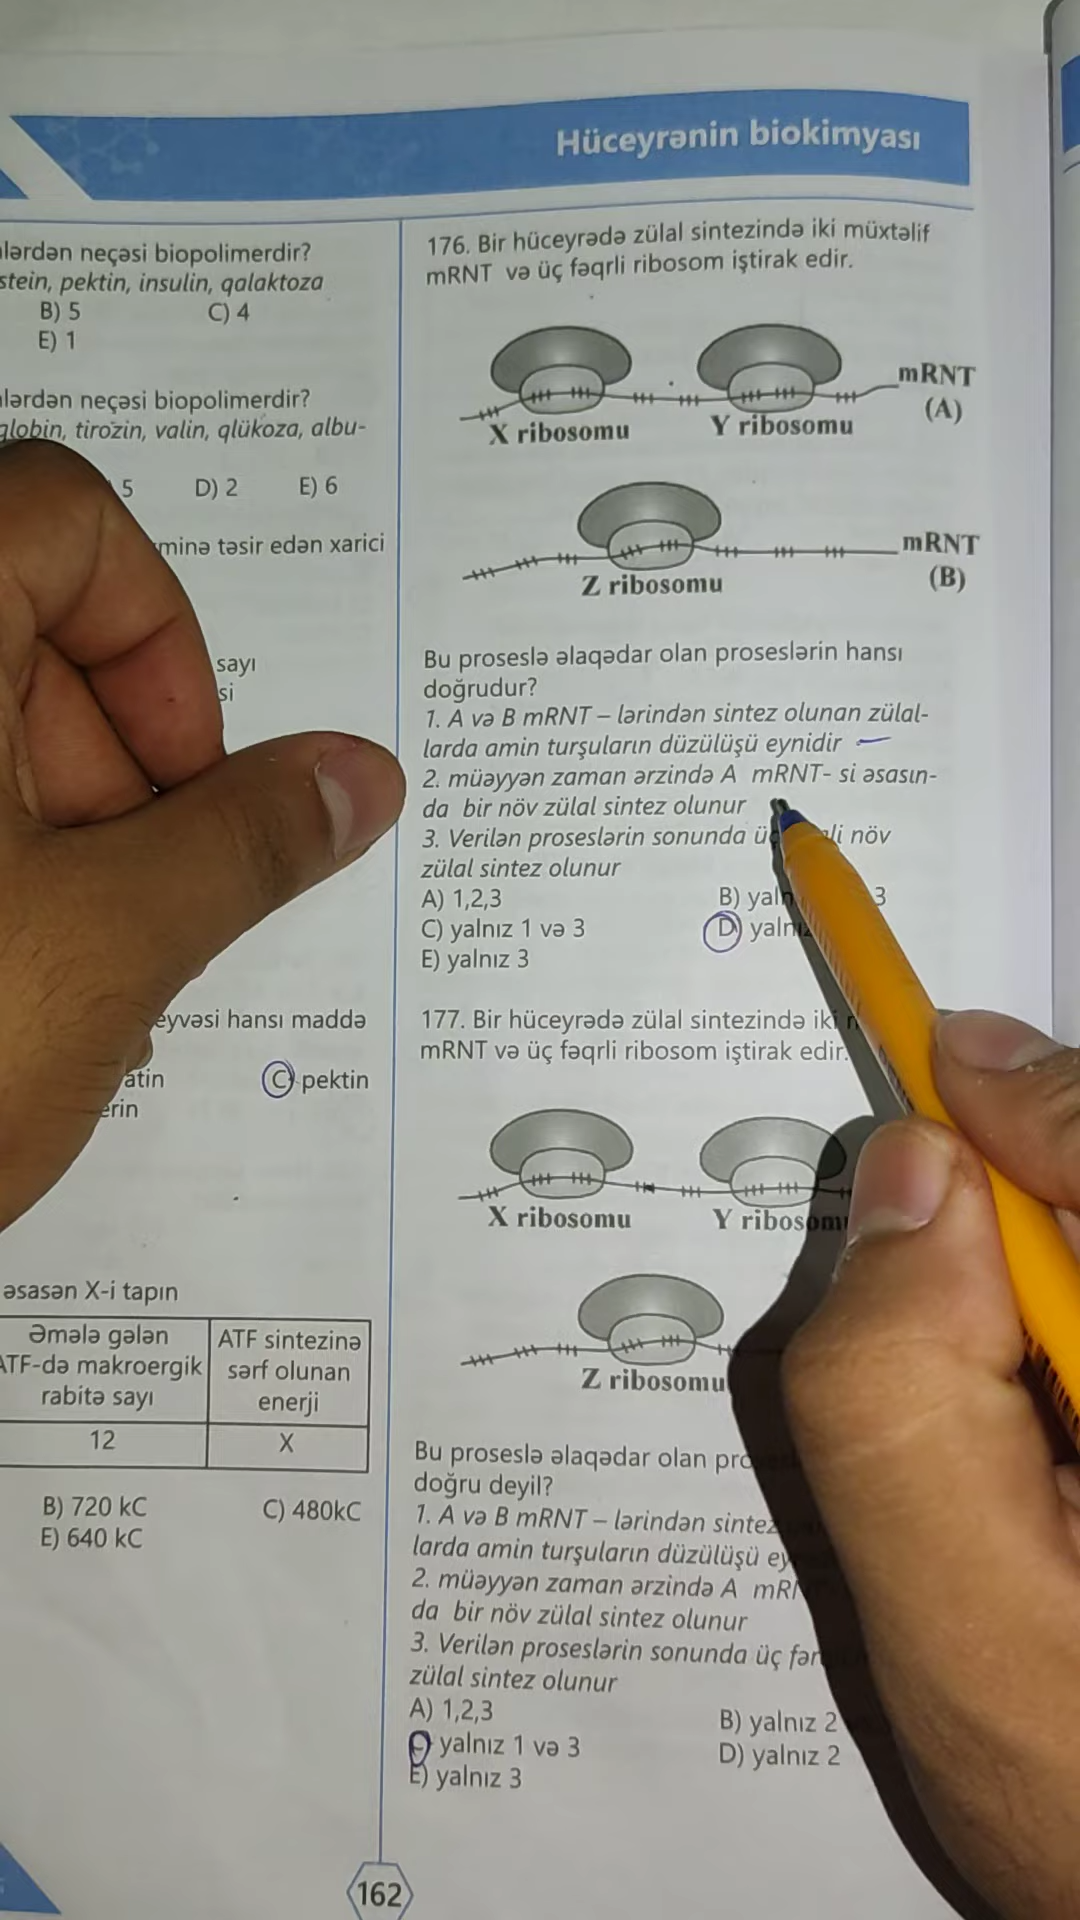 Hüceyrənin biokimyası
lərdən neçəsi biopolimerdir?
stein, pektin, insulin, qalaktoza
B) 5 C) 4
E) 1
lərdən neçəsi biopolimerdir?
globin, tirozin, valin, qlükoza, albu-
5 D) 2 E) 6
minə təsir edən xarici
sayı
si
eyvəsi hansı maddə
atin C) pektin
erin
əsasən X-i tapın
Əmələ gələn ATF sintezinə
ATF-də makroergik sərf olunan
rabitə sayı enerji
12 X
B) 720 kC C) 480kC
E) 640 kC
176. Bir hüceyrədə zülal sintezində iki müxtəlif
mRNT və üç fəqrli ribosom iştirak edir.
mRNT
(A)
X ribosomu Y ribosomu
mRNT
(B)
Z ribosomu
Bu proseslə əlaqədar olan proseslərin hansı
doğrudur?
1. A və B mRNT – lərindən sintez olunan zülal-
larda amin turşuların düzülüşü eynidir
2. müəyyən zaman ərzində A mRNT- si əsasın-
da bir növ zülal sintez olunur
3. Verilən proseslərin sonunda li növ
zülal sintez olunur
A) 1,2,3 B) 3
C) yalnız 1 və 3 D)
E) yalnız 3
177. Bir hüceyrədə zülal sintezində iki
mRNT və üç fəqrli ribosom iştirak edir.
X ribosomu Y ribosomu
Z ribosomu
Bu proseslə əlaqədar olan
doğru deyil?
1. A və B mRNT – lərindən sintez
larda amin turşuların düzülüşü
2. müəyyən zaman ərzində A
da bir növ zülal sintez olunur
3. Verilən proseslərin sonunda üç
zülal sintez olunur
A) 1,2,3 B) yalnız 2
C) yalnız 1 və 3 D) yalnız 2
E) yalnız 3
162